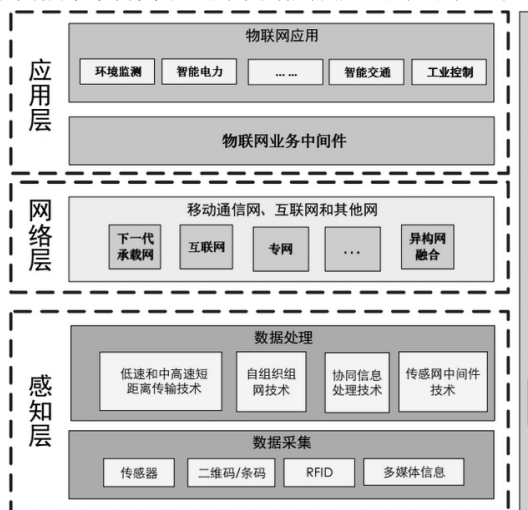 应用层
物联网应用
环境监测
智能电力
... ...
智能交通
工业控制
物联网业务中间件
网络层
移动通信网、互联网和其他网
下一代
承载网
互联网
专网
...
异构网
融合
感知层
数据处理
低速和中高速短
距离传输技术
自组织组
网技术
协同信息
处理技术
传感网中间件
技术
数据采集
传感器
二维码/条码
RFID
多媒体信息